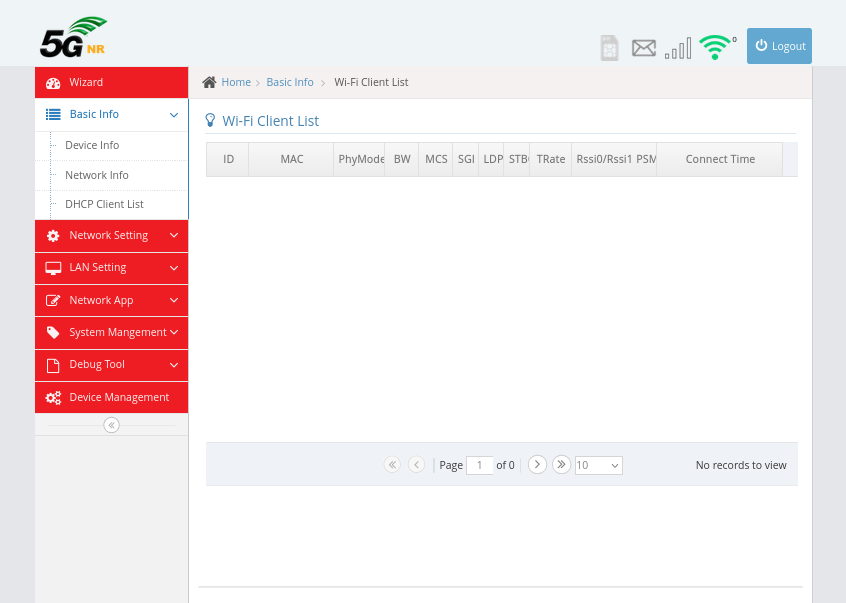 5G NR
0
Logout
Wizard
Home > Basic Info > Wi-Fi Client List
Basic Info
Wi-Fi Client List
Device Info
Network Info
DHCP Client List
ID MAC PhyMode BW MCS SGI LDP STB TRate Rssi0/Rssi1 PSM Connect Time
Network Setting
LAN Setting
Network App
System Mangement
Debug Tool
Device Management
Page 1 of 0 10 No records to view